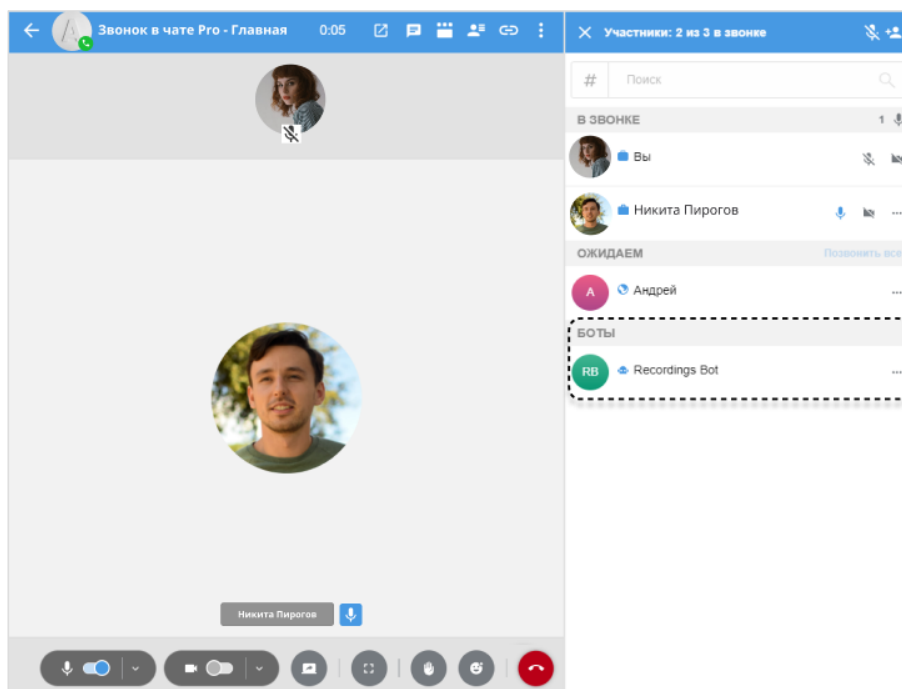 Звонок в чате Pro - Главная 0:05
Участники: 2 из 3 в звонке
# Поиск
В ЗВОНКЕ 1
Вы
Никита Пирогов
ОЖИДАЕМ Позвонить все
A Андрей
БОТЫ
RB Recordings Bot
Никита Пирогов